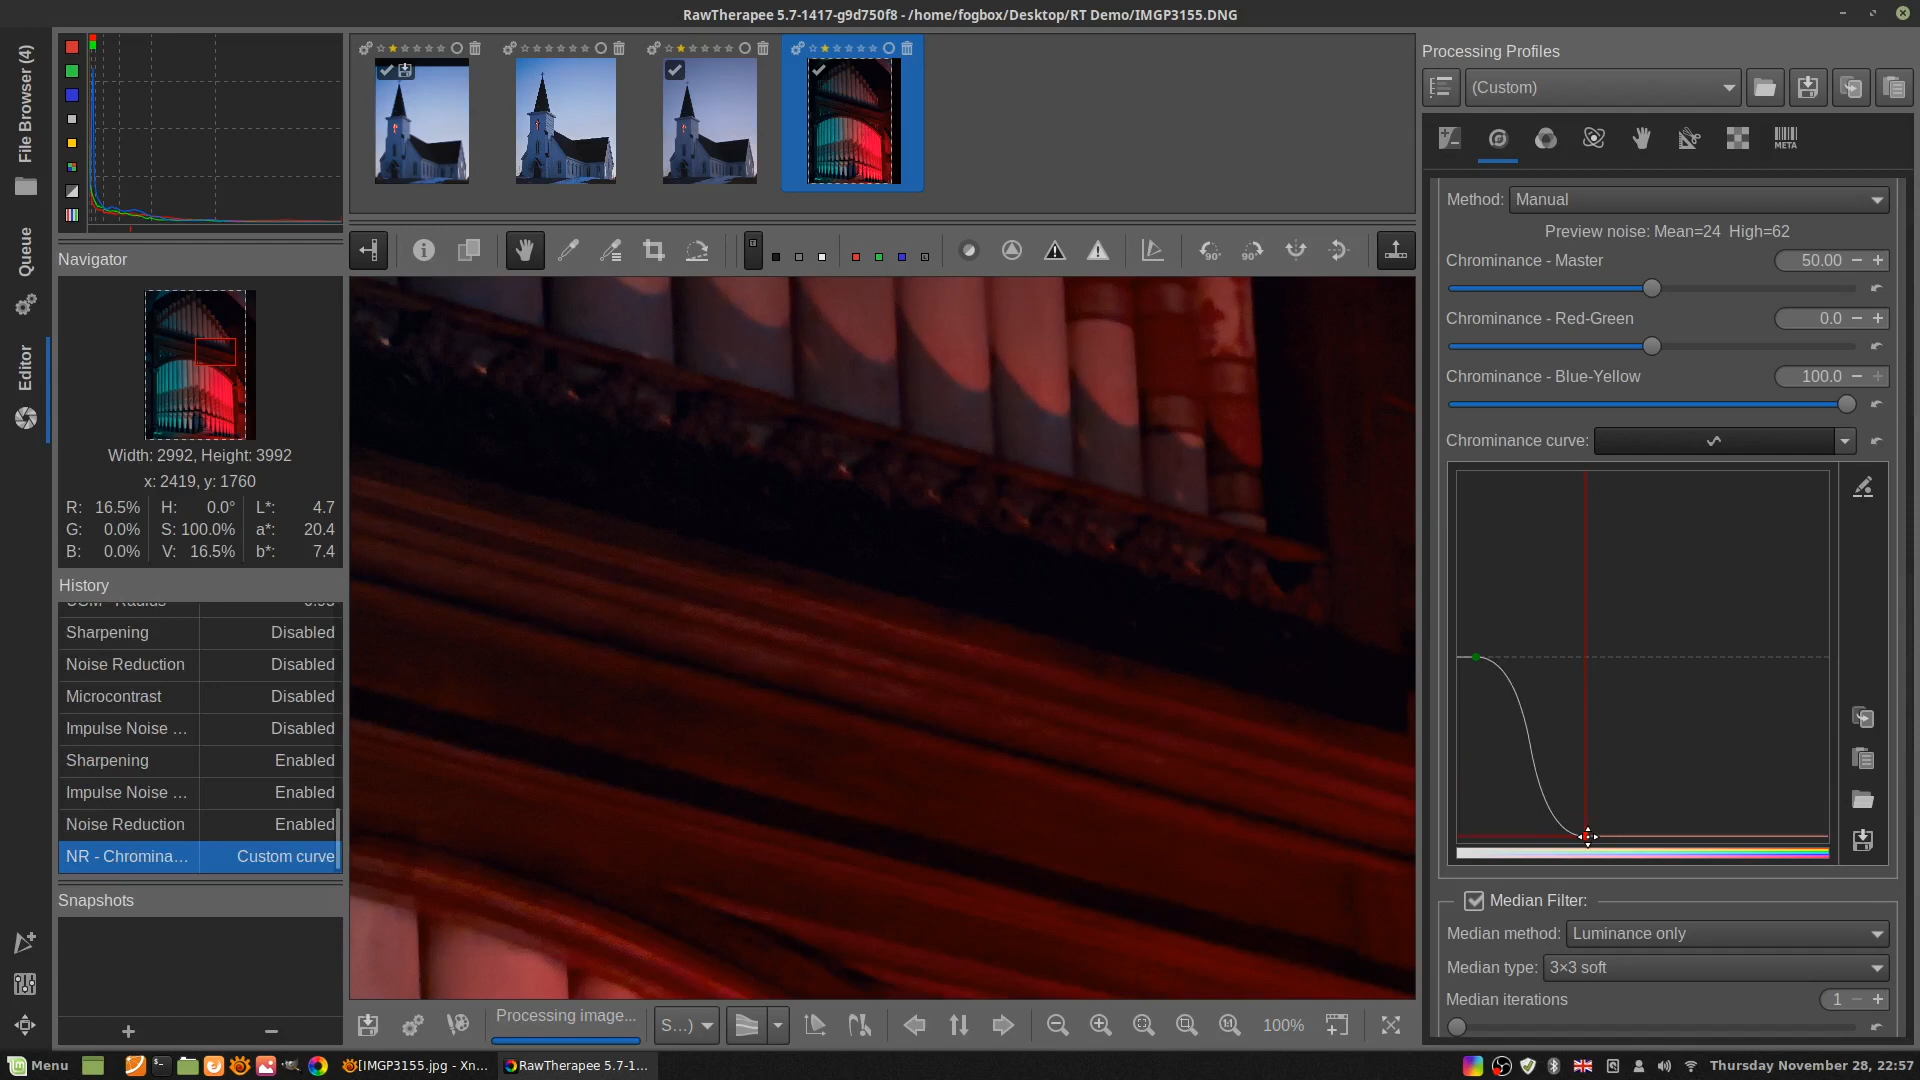 RawTherapee 5.7-1417-g9d750f8 - /home/fogbox/Desktop/RT Demo/IMGP3155.DNG
File Browser (4)
Queue
Editor
Navigator
Width: 2992, Height: 3992
x: 2419, y: 1760
R: 16.5% H: 0.0° L*: 4.7
G: 0.0% S: 100.0% a*: 20.4
B: 0.0% V: 16.5% b*: 7.4
History
Sharpening Disabled
Noise Reduction Disabled
Microcontrast Disabled
Impulse Noise ... Disabled
Sharpening Enabled
Impulse Noise ... Enabled
Noise Reduction Enabled
NR - Chromina... Custom curve
Snapshots
90° 90°
Processing image...
S...)
100%
Processing Profiles
(Custom)
META
Method: Manual
Preview noise: Mean=24 High=62
Chrominance - Master 50.00
Chrominance - Red-Green 0.0
Chrominance - Blue-Yellow 100.0
Chrominance curve:
Median Filter:
Median method: Luminance only
Median type: 3×3 soft
Median iterations 1
Menu
[IMGP3155.jpg - Xn...
RawTherapee 5.7-1...
Thursday November 28, 22:57